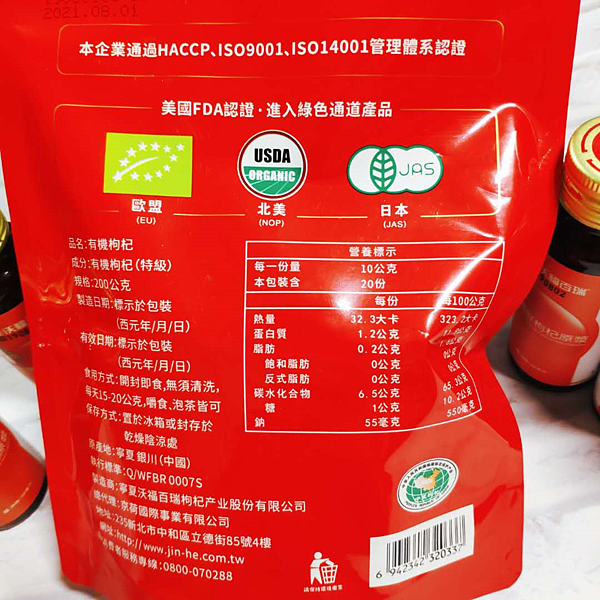 2021.08.01
本企業通過HACCP、ISO9001、ISO14001管理體系認證
美國FDA認證·進入綠色通道產品
USDA
ORGANIC
JAS
歐盟
(EU)
北美
(NOP)
日本
(JAS)
品名:有機枸杞
成分:有機枸杞(特級)
規格:200公克
製造日期:標示於包裝
(西元年/月/日)
有效日期:標示於包裝
(西元年/月/日)
食用方式:開封即食,無須清洗,
每天15-20公克,嚼食、泡茶皆可
保存方式:置於冰箱或封存於
乾燥陰涼處
原產地:寧夏 銀川(中國)
執行標準:Q/WFBR 0007S
製造商:寧夏沃福百瑞枸杞产业股份有限公司
總代理:京荷國際事業有限公司
地址:235新北市中和區立德街85號4樓
網址:http://www.jin-he.com.tw
消費者服務專線:0800-070288
營養標示
每一份量 10公克
本包裝含 20份
每份 每100公克
熱量 32.3大卡 323.2大卡
蛋白質 1.2公克
脂肪 0.2公克
飽和脂肪 0公克
反式脂肪 0公克
碳水化合物 6.5公克
糖 1公克 10.2公克
鈉 55毫克 550毫克
6 942342 320337